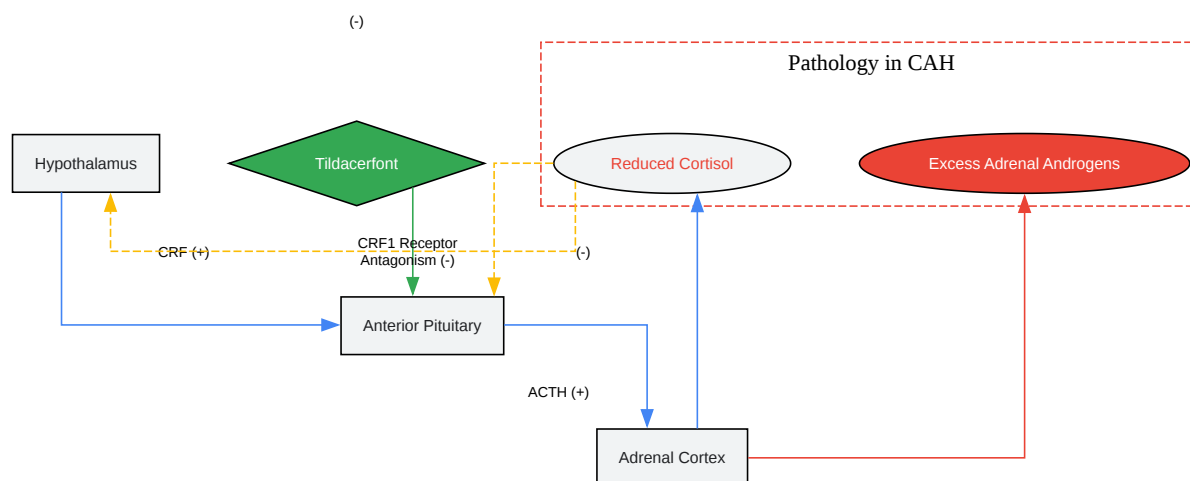 (-)
Pathology in CAH
Hypothalamus
Tildacerfont
Reduced Cortisol
Excess Adrenal Androgens
CRF (+)
CRF1 Receptor
Antagonism (-)
(-)
Anterior Pituitary
ACTH (+)
Adrenal Cortex